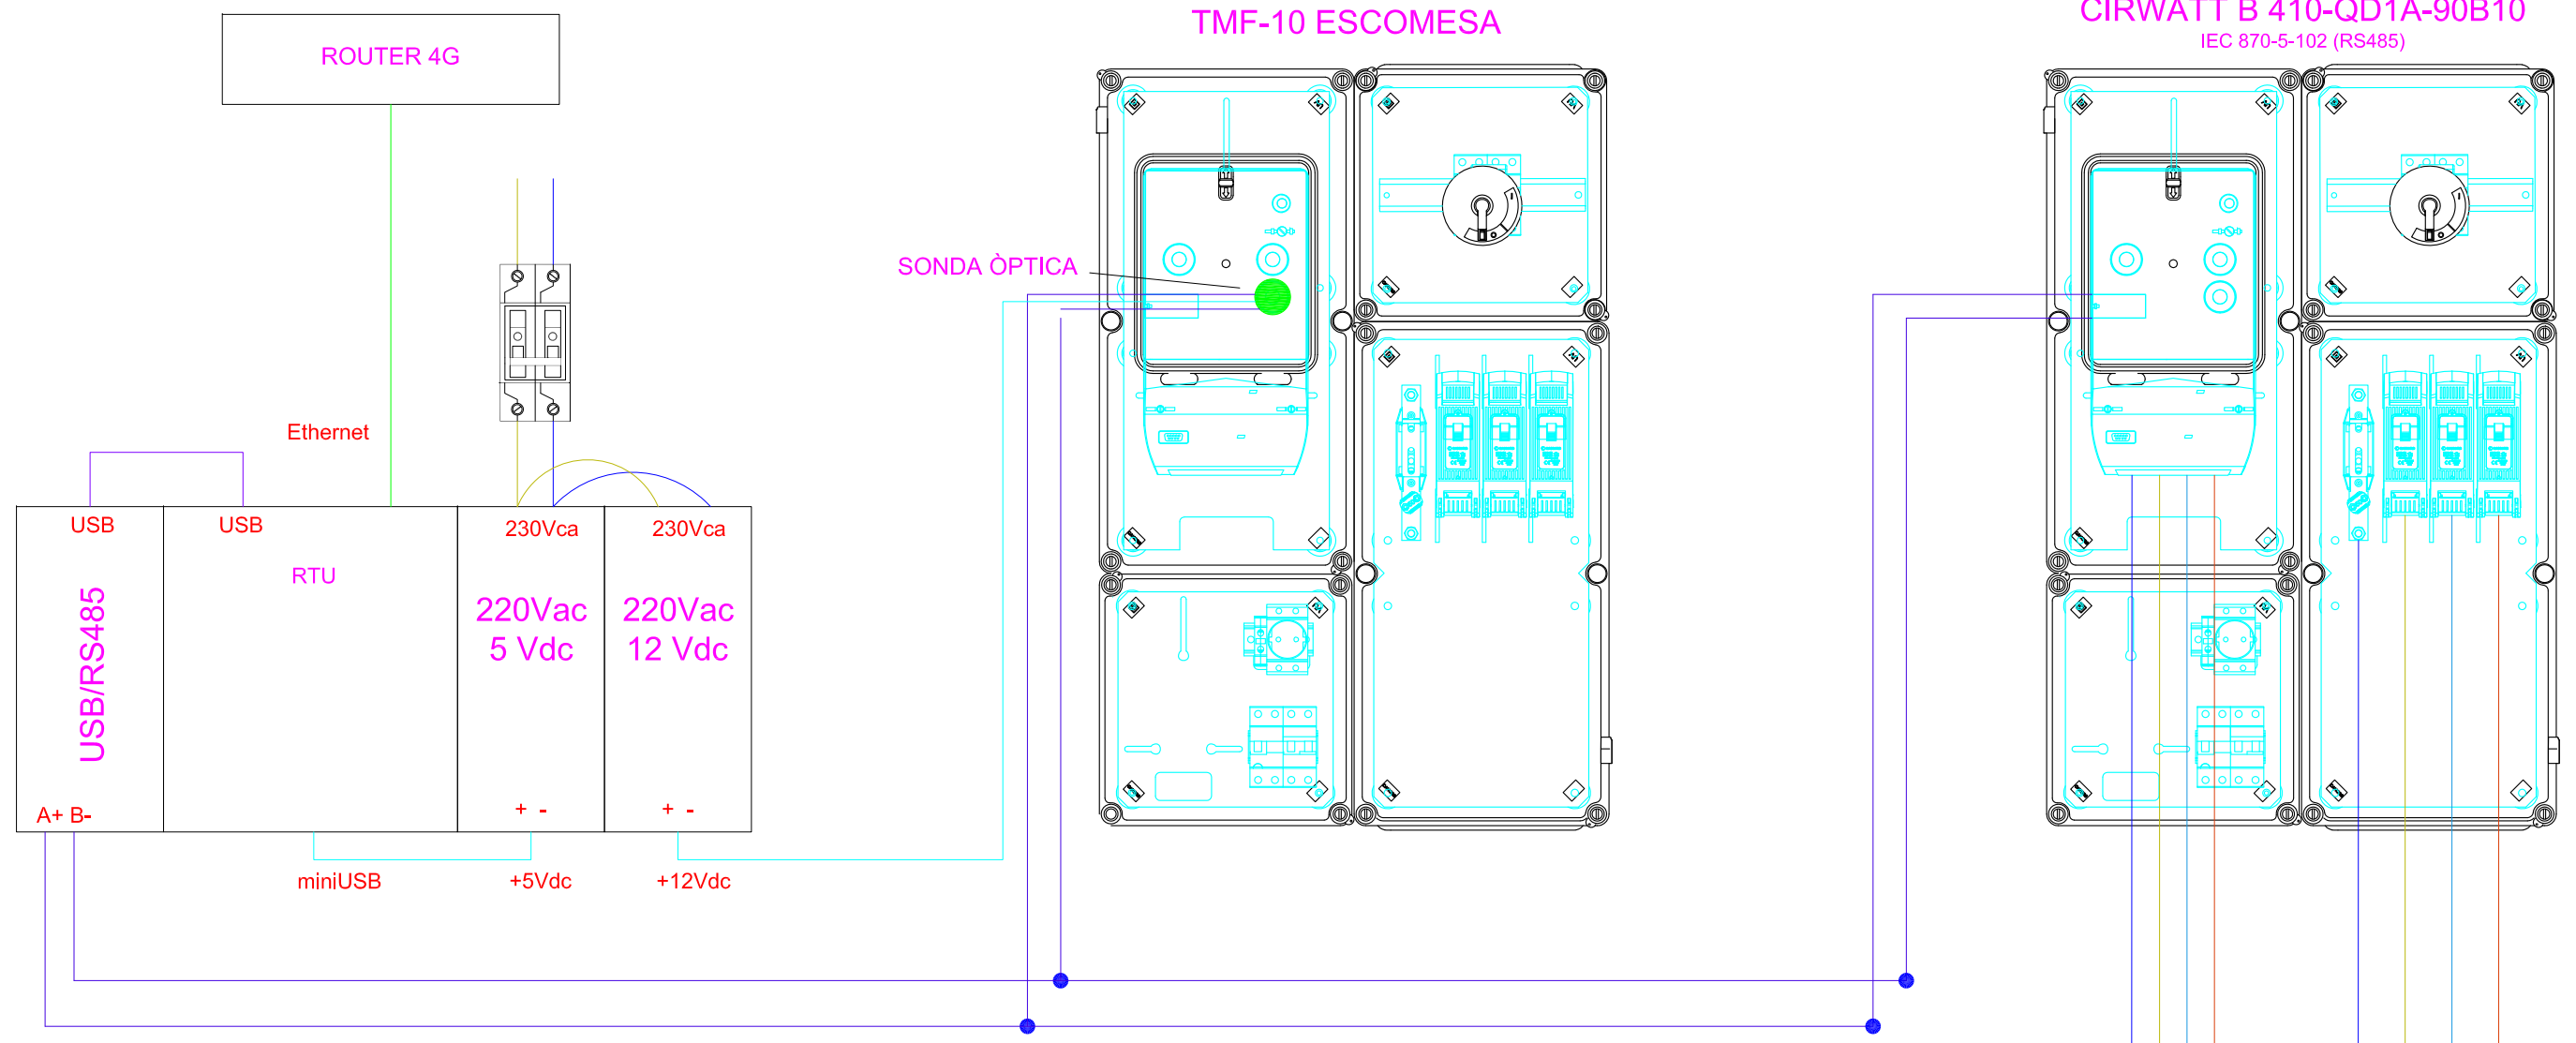 TMF-10 ESCOMESA
CIRWATT B 410-QD1A-90B10
IEC 870-5-102 (RS485)
ROUTER 4G
SONDA ÒPTICA
Ethernet
USB
USB
230Vca
230Vca
RTU
USB/RS485
220Vac
5 Vdc
220Vac
12 Vdc
A+ B-
+ -
+ -
miniUSB
+5Vdc
+12Vdc